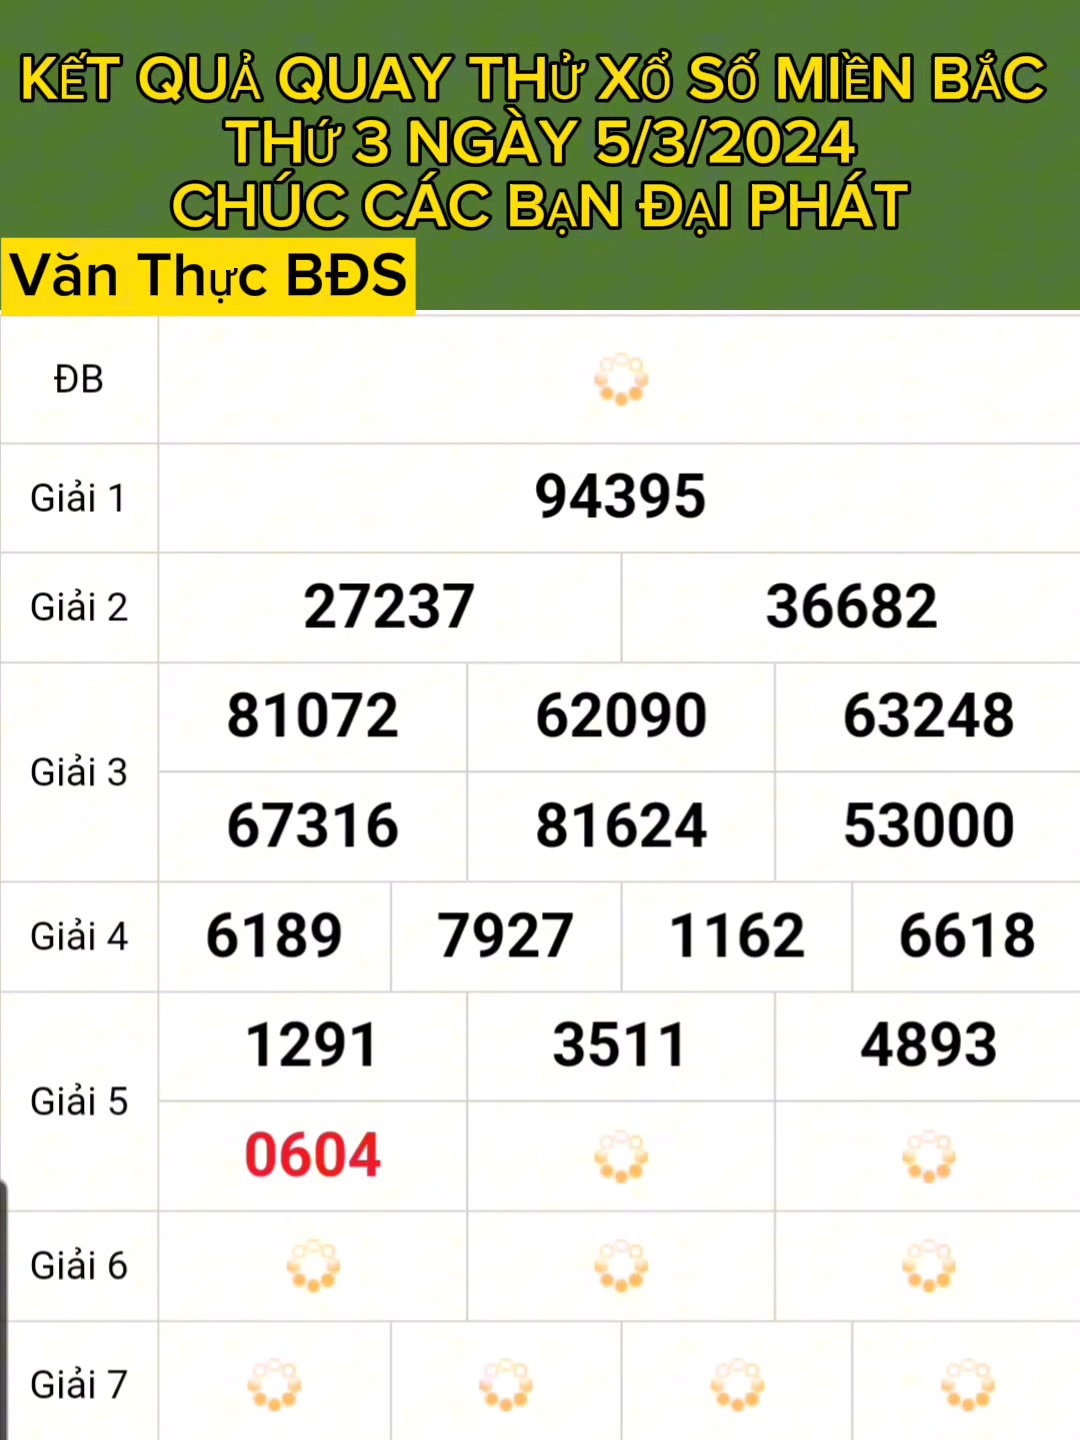 KẾT QUẢ QUAY THỬ XỔ SỐ MIỀN BẮC
THỨ 3 NGÀY 5/3/2024
CHÚC CÁC BẠN ĐẠI PHÁT
Văn Thực BĐS
ĐB
Giải 1 94395
Giải 2 27237 36682
Giải 3
81072 62090 63248
67316 81624 53000
Giải 4 6189 7927 1162 6618
Giải 5
1291 3511 4893
0604
Giải 6
Giải 7